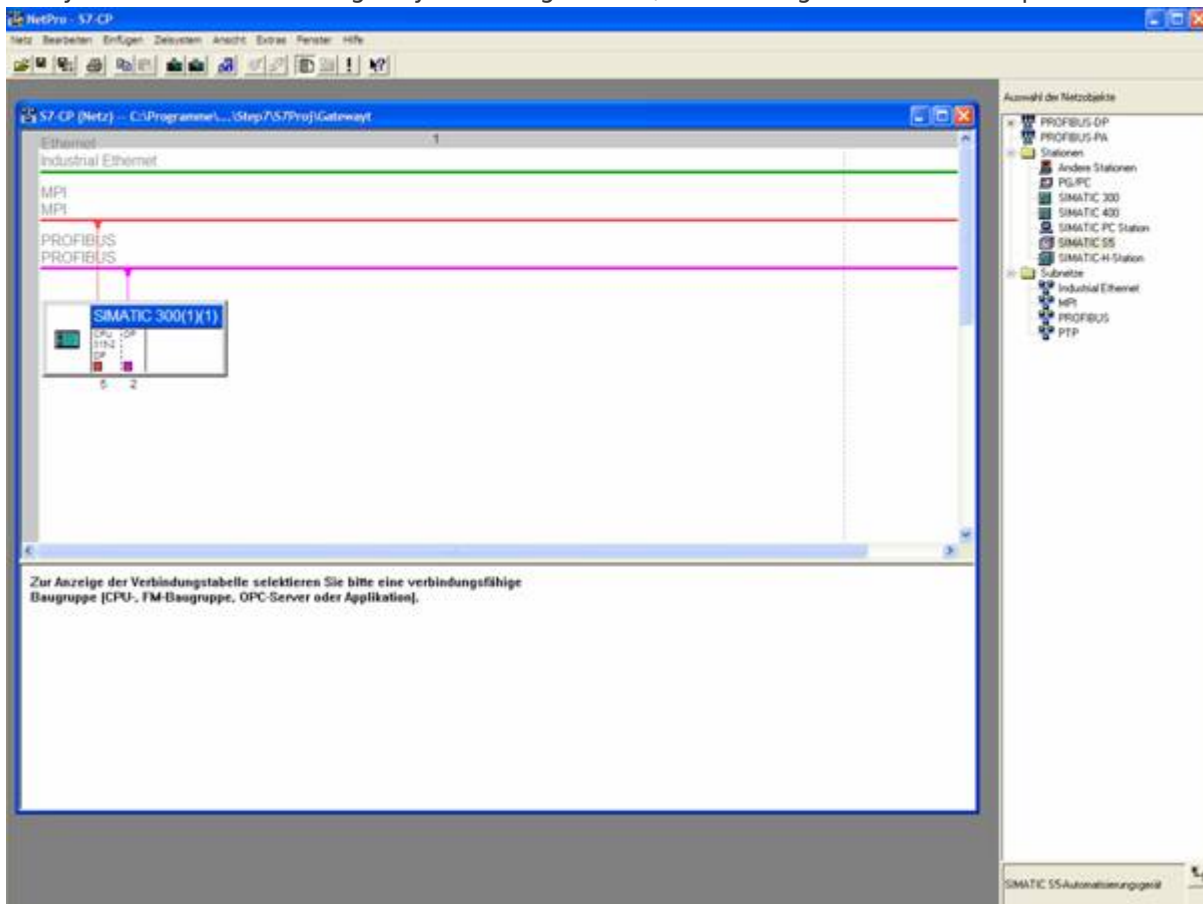 NetPro - S7-CP
Netz Bearbeiten Einfügen Zielsystem Ansicht Extras Fenster Hilfe
S7-CP (Netz) -- C:\Programme\...\Step7\S7Proj\Gatewayt
Ethernet
Industrial Ethernet
1
MPI
MPI
PROFIBUS
PROFIBUS
SIMATIC 300(1)(1)
CPU DP
DP
2
Zur Anzeige der Verbindungstabelle selektieren Sie bitte eine verbindungsfähige
Baugruppe (CPU-, FM-Baugruppe, OPC-Server oder Applikation).
Auswahl der Netzobjekte
PROFIBUS-DP
PROFIBUS-PA
Stationen
Andere Stationen
PG/PC
SIMATIC 300
SIMATIC 400
SIMATIC PC Station
SIMATIC S5
SIMATIC-H-Station
Subnetze
Industrial Ethernet
MPI
PROFIBUS
PTP
SIMATIC S5-Automatisierungsgerät